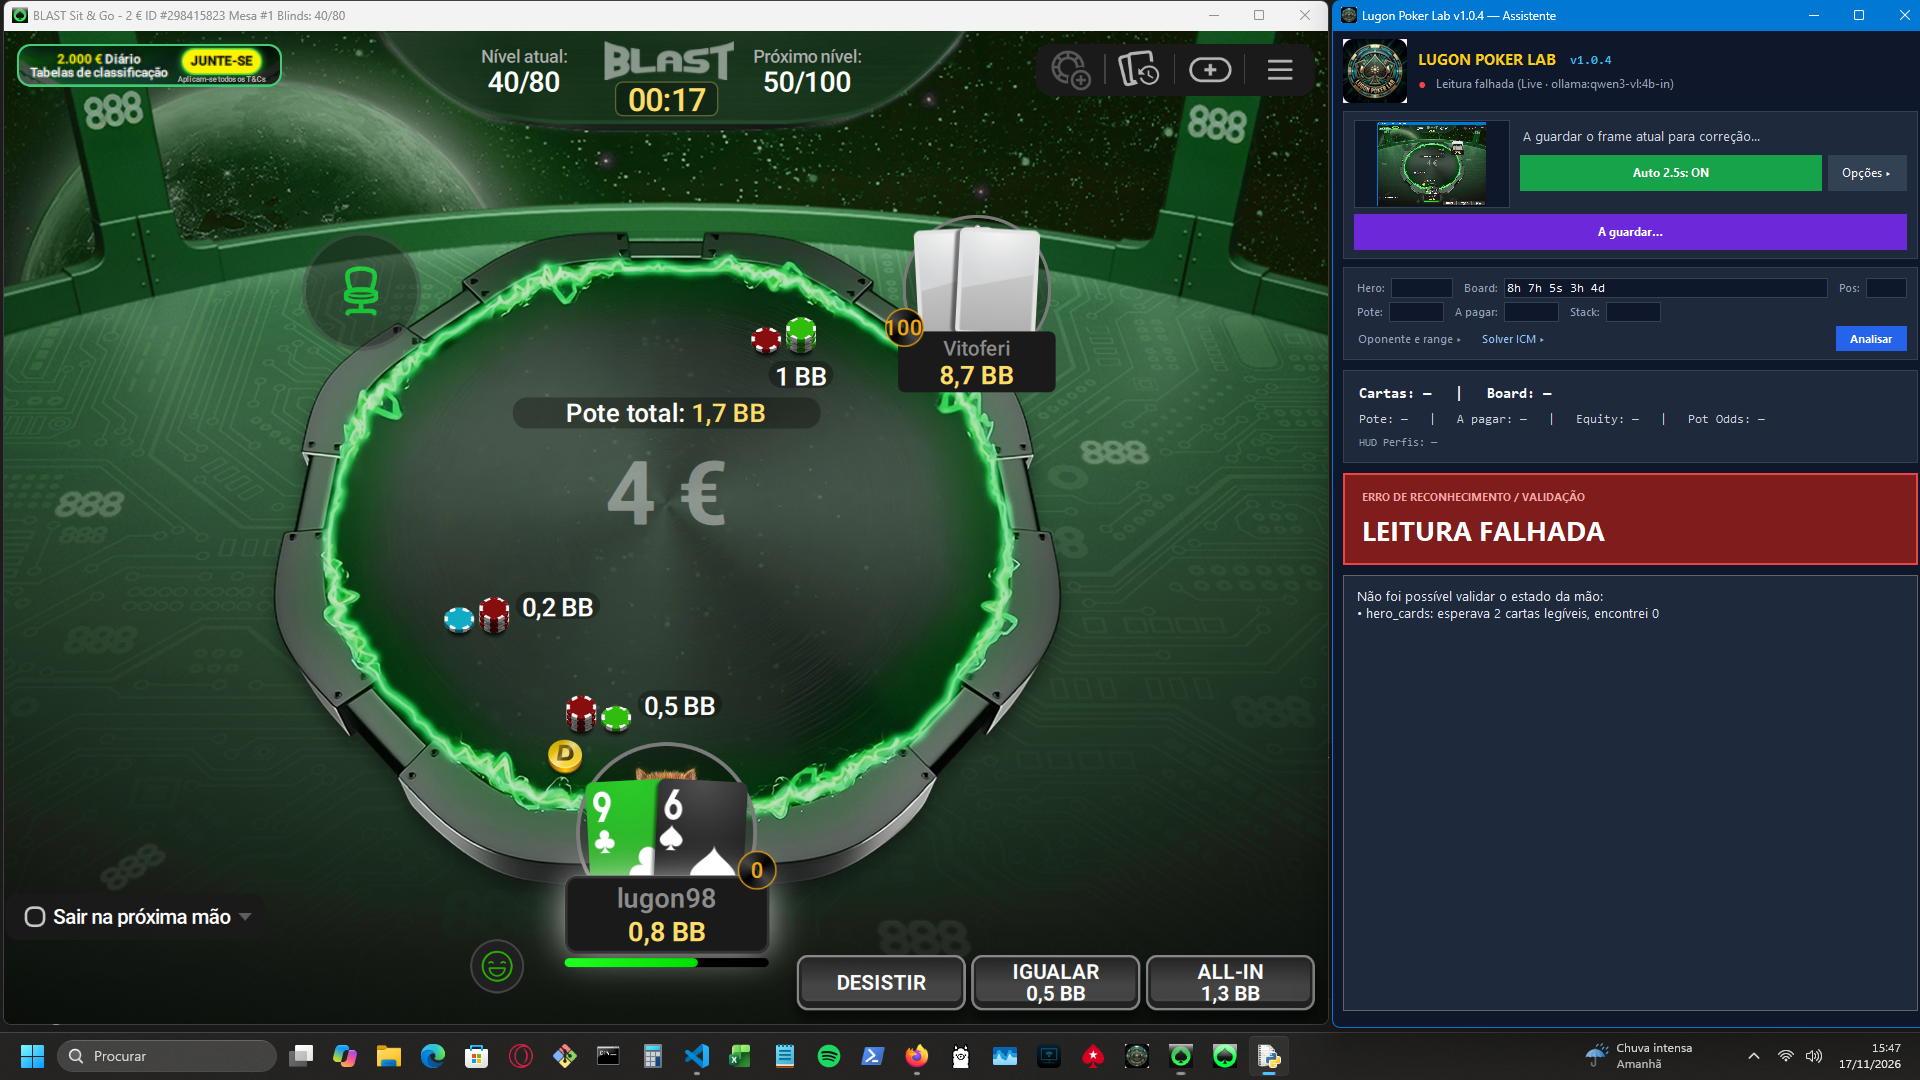 BLAST Sit & Go - 2 € ID #298415823 Mesa #1 Blinds: 40/80
2.000 € Diário
Tabelas de classificação
JUNTE-SE
Aplicam-se todos os T&Cs
Nível atual:
40/80
BLAST
00:17
Próximo nível:
50/100
888
888
100
Vitoferi
8,7 BB
1 BB
Pote total: 1,7 BB
4 €
888
888
0,2 BB
0,5 BB
D
9
6
0
lugon98
0,8 BB
Sair na próxima mão
DESISTIR
IGUALAR
0,5 BB
ALL-IN
1,3 BB
Lugon Poker Lab v1.0.4 — Assistente
LUGON POKER LAB v1.0.4
Leitura falhada (Live · ollama:qwen3-vl:4b-in)
A guardar o frame atual para correção...
Auto 2.5s: ON
Opções ▸
A guardar...
Hero: Board: 8h 7h 5s 3h 4d Pos:
Pote: A pagar: Stack:
Oponente e range ▸ Solver ICM ▸ Analisar
Cartas: — | Board: —
Pote: — | A pagar: — | Equity: — | Pot Odds: —
HUD Perfis: —
ERRO DE RECONHECIMENTO / VALIDAÇÃO
LEITURA FALHADA
Não foi possível validar o estado da mão:
• hero_cards: esperava 2 cartas legíveis, encontrei 0
Procurar
Chuva intensa
Amanhã
15:47
17/11/2026